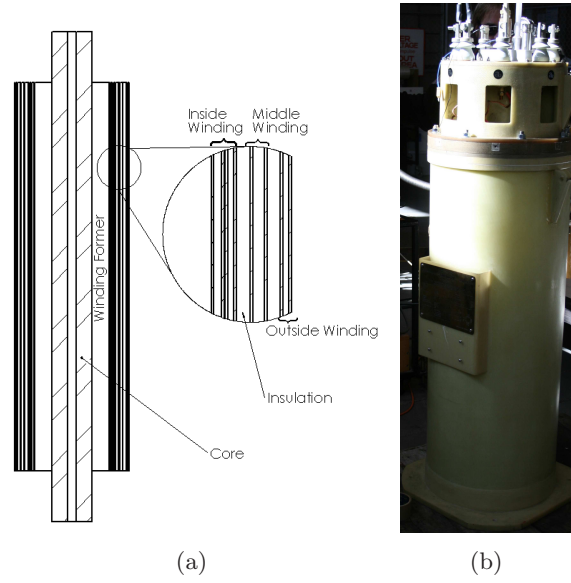 Inside
Winding
Middle
Winding
Winding Former
Outside Winding
Insulation
Core
(a)
(b)